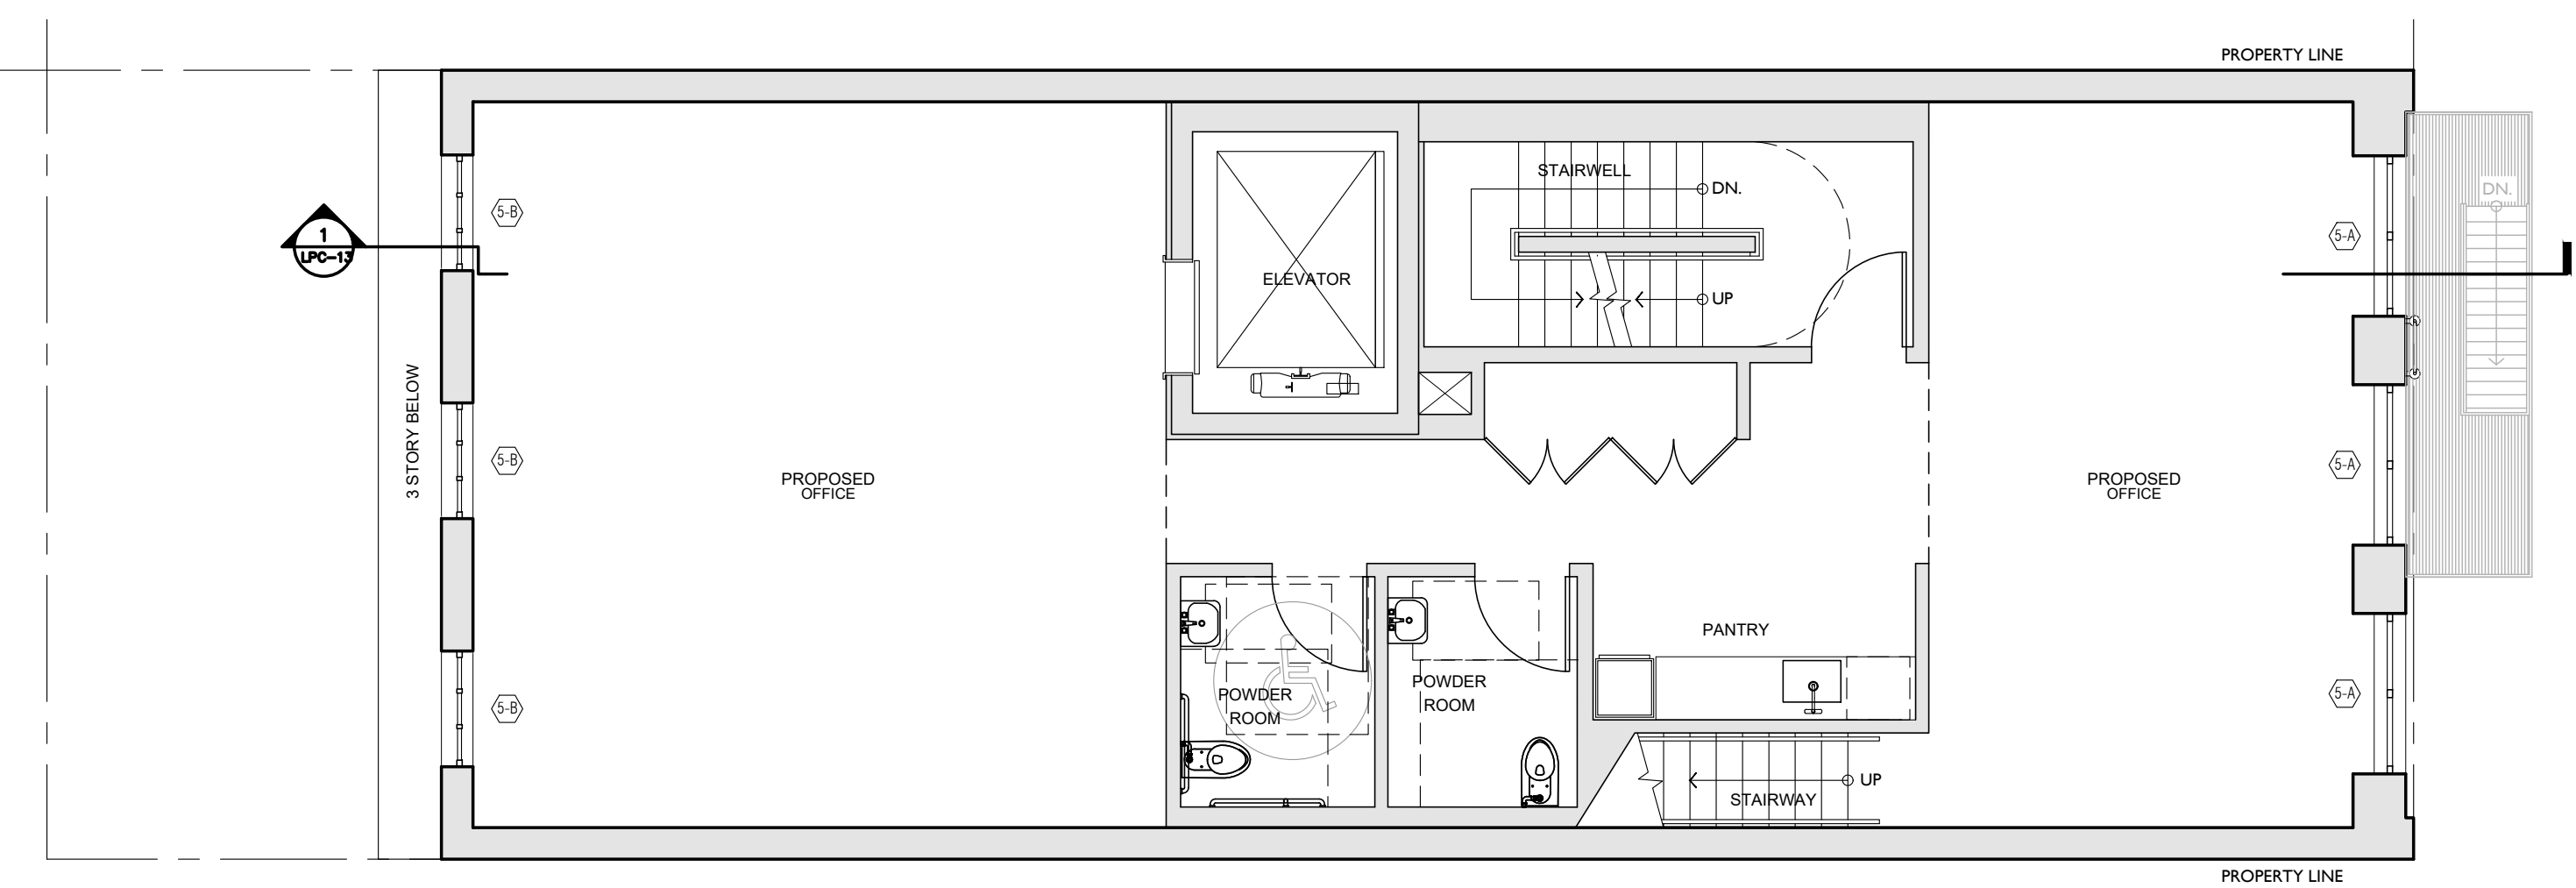 PROPERTY LINE
STAIRWELL
DN.
DN.
5-B
5-A
1
LPC-13
ELEVATOR
UP
3 STORY BELOW
5-B
5-A
PROPOSED
OFFICE
PROPOSED
OFFICE
PANTRY
POWDER
ROOM
POWDER
ROOM
5-B
5-A
UP
STAIRWAY
PROPERTY LINE